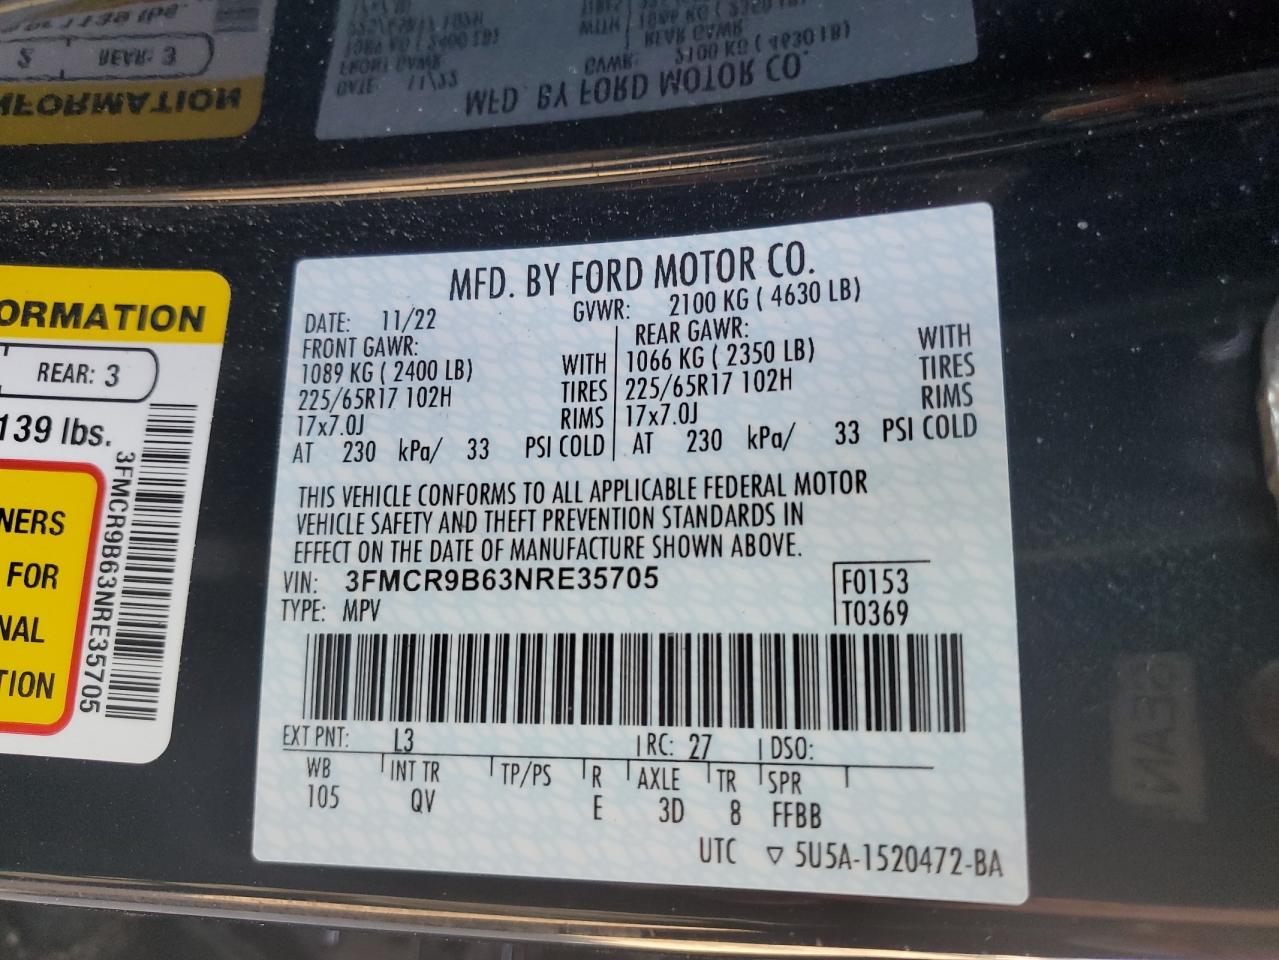 MFD. BY FORD MOTOR CO.
DATE: 11/22 GVWR: 2100 KG ( 4630 LB)
FRONT GAWR: REAR GAWR:
1089 KG ( 2400 LB) WITH 1066 KG ( 2350 LB) WITH
225/65R17 102H TIRES 225/65R17 102H TIRES
17x7.0J RIMS 17x7.0J RIMS
AT 230 kPa/ 33 PSI COLD AT 230 kPa/ 33 PSI COLD
THIS VEHICLE CONFORMS TO ALL APPLICABLE FEDERAL MOTOR
VEHICLE SAFETY AND THEFT PREVENTION STANDARDS IN
EFFECT ON THE DATE OF MANUFACTURE SHOWN ABOVE.
VIN: 3FMCR9B63NRE35705 F0153
TYPE: MPV T0369
EXT PNT: L3 RC: 27 DSO:
WB INT TR TP/PS R AXLE TR SPR
105 QV E 3D 8 FFBB
UTC ▽ 5U5A-1520472-BA
ORMATION
REAR: 3
139 lbs.
3FMCR9B63NRE35705
NERS
FOR
NAL
TION